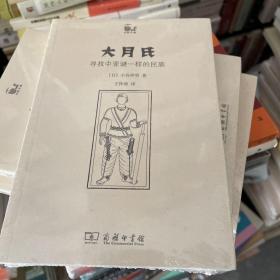 大月氏
寻找中亚谜一样的民族
〔日〕小谷仲男 著
王仲涛 译
商务印书馆
The Commercial Press